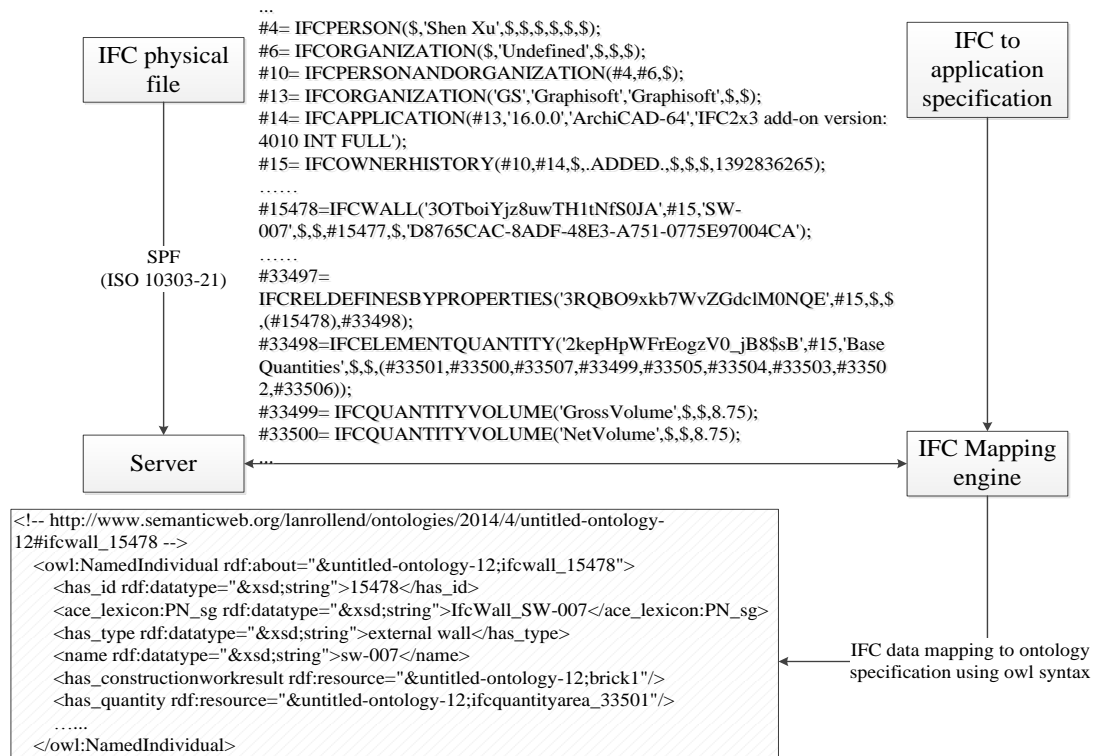 IFC physical
file
...
#4= IFCPERSON($,'Shen Xu',$,$,$,$,$,$);
#6= IFCORGANIZATION($,'Undefined',$,$,$);
#10= IFCPERSONANDORGANIZATION(#4,#6,$);
#13= IFCORGANIZATION('GS','Graphisoft','Graphisoft',$,$);
#14= IFCAPPLICATION(#13,'16.0.0','ArchiCAD-64','IFC2x3 add-on version:
4010 INT FULL');
#15= IFCOWNERHISTORY(#10,#14,$,.ADDED.,$,$,$,1392836265);
……
#15478=IFCWALL('3OTboiYjz8uwTH1tNfS0JA',#15,'SW-
007',$,$,#15477,$,'D8765CAC-8ADF-48E3-A751-0775E97004CA');
……
#33497=
IFCRELDEFINESBYPROPERTIES('3RQBO9xkb7WvZGdclM0NQE',#15,$,$
,(#15478),#33498);
#33498=IFCELEMENTQUANTITY('2kepHpWFrEogzV0_jB8$sB',#15,'Base
Quantities',$,$,(#33501,#33500,#33507,#33499,#33505,#33504,#33503,#3350
2,#33506));
#33499= IFCQUANTITYVOLUME('GrossVolume',$,$,8.75);
#33500= IFCQUANTITYVOLUME('NetVolume',$,$,8.75);
...
IFC to
application
specification
SPF
(ISO 10303-21)
Server
IFC Mapping
engine
<!-- http://www.semanticweb.org/lanrollend/ontologies/2014/4/untitled-ontology-
12#ifcwall_15478 -->
<owl:NamedIndividual rdf:about="&untitled-ontology-12;ifcwall_15478">
<has_id rdf:datatype="&xsd;string">15478</has_id>
<ace_lexicon:PN_sg rdf:datatype="&xsd;string">IfcWall_SW-007</ace_lexicon:PN_sg>
<has_type rdf:datatype="&xsd;string">external wall</has_type>
<name rdf:datatype="&xsd;string">sw-007</name>
<has_constructionworkresult rdf:resource="&untitled-ontology-12;brick1"/>
<has_quantity rdf:resource="&untitled-ontology-12;ifcquantityarea_33501"/>
…...
</owl:NamedIndividual>
IFC data mapping to ontology
specification using owl syntax